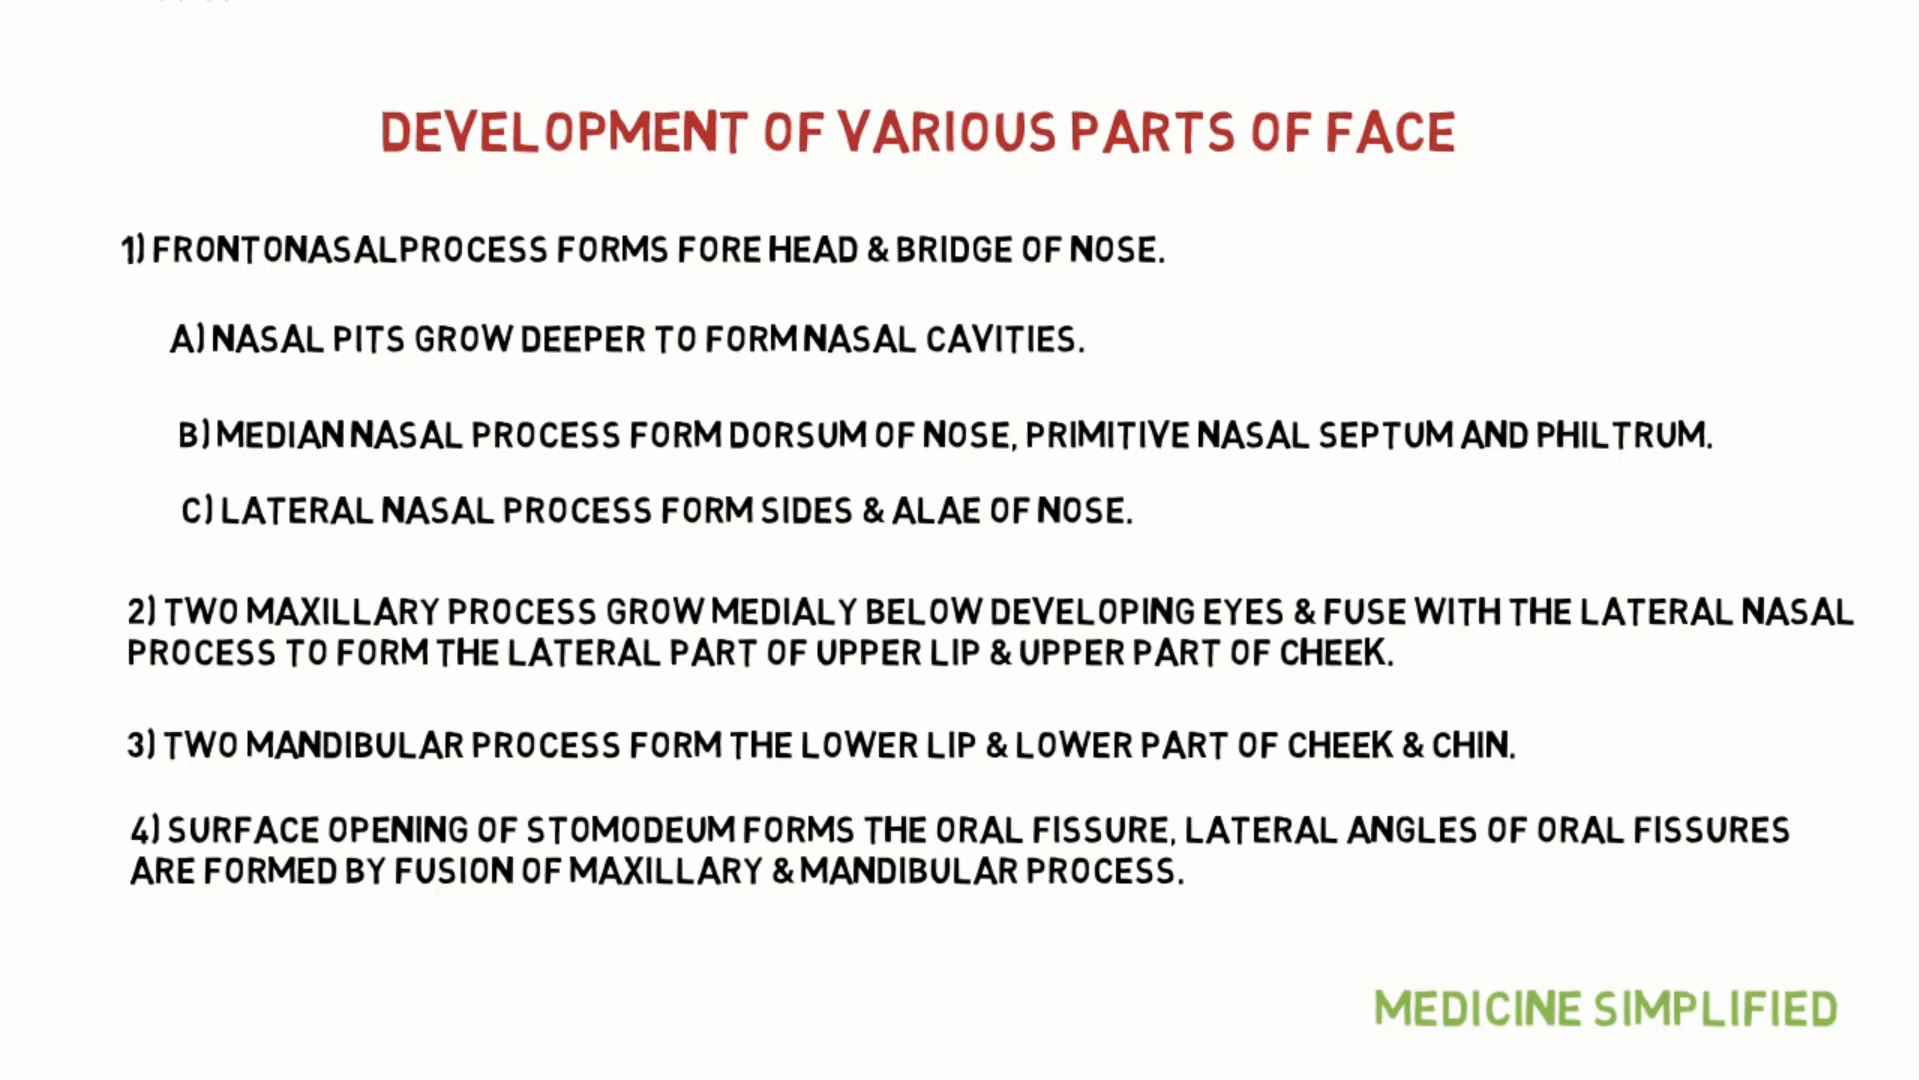 DEVELOPMENT OF VARIOUS PARTS OF FACE
1) FRONTONASAL PROCESS FORMS FORE HEAD & BRIDGE OF NOSE.
A) NASAL PITS GROW DEEPER TO FORM NASAL CAVITIES.
B) MEDIAN NASAL PROCESS FORM DORSUM OF NOSE, PRIMITIVE NASAL SEPTUM AND PHILTRUM.
C) LATERAL NASAL PROCESS FORM SIDES & ALAE OF NOSE.
2) TWO MAXILLARY PROCESS GROW MEDIALY BELOW DEVELOPING EYES & FUSE WITH THE LATERAL NASAL
PROCESS TO FORM THE LATERAL PART OF UPPER LIP & UPPER PART OF CHEEK.
3) TWO MANDIBULAR PROCESS FORM THE LOWER LIP & LOWER PART OF CHEEK & CHIN.
4) SURFACE OPENING OF STOMODEUM FORMS THE ORAL FISSURE, LATERAL ANGLES OF ORAL FISSURES
ARE FORMED BY FUSION OF MAXILLARY & MANDIBULAR PROCESS.
MEDICINE SIMPLIFIED